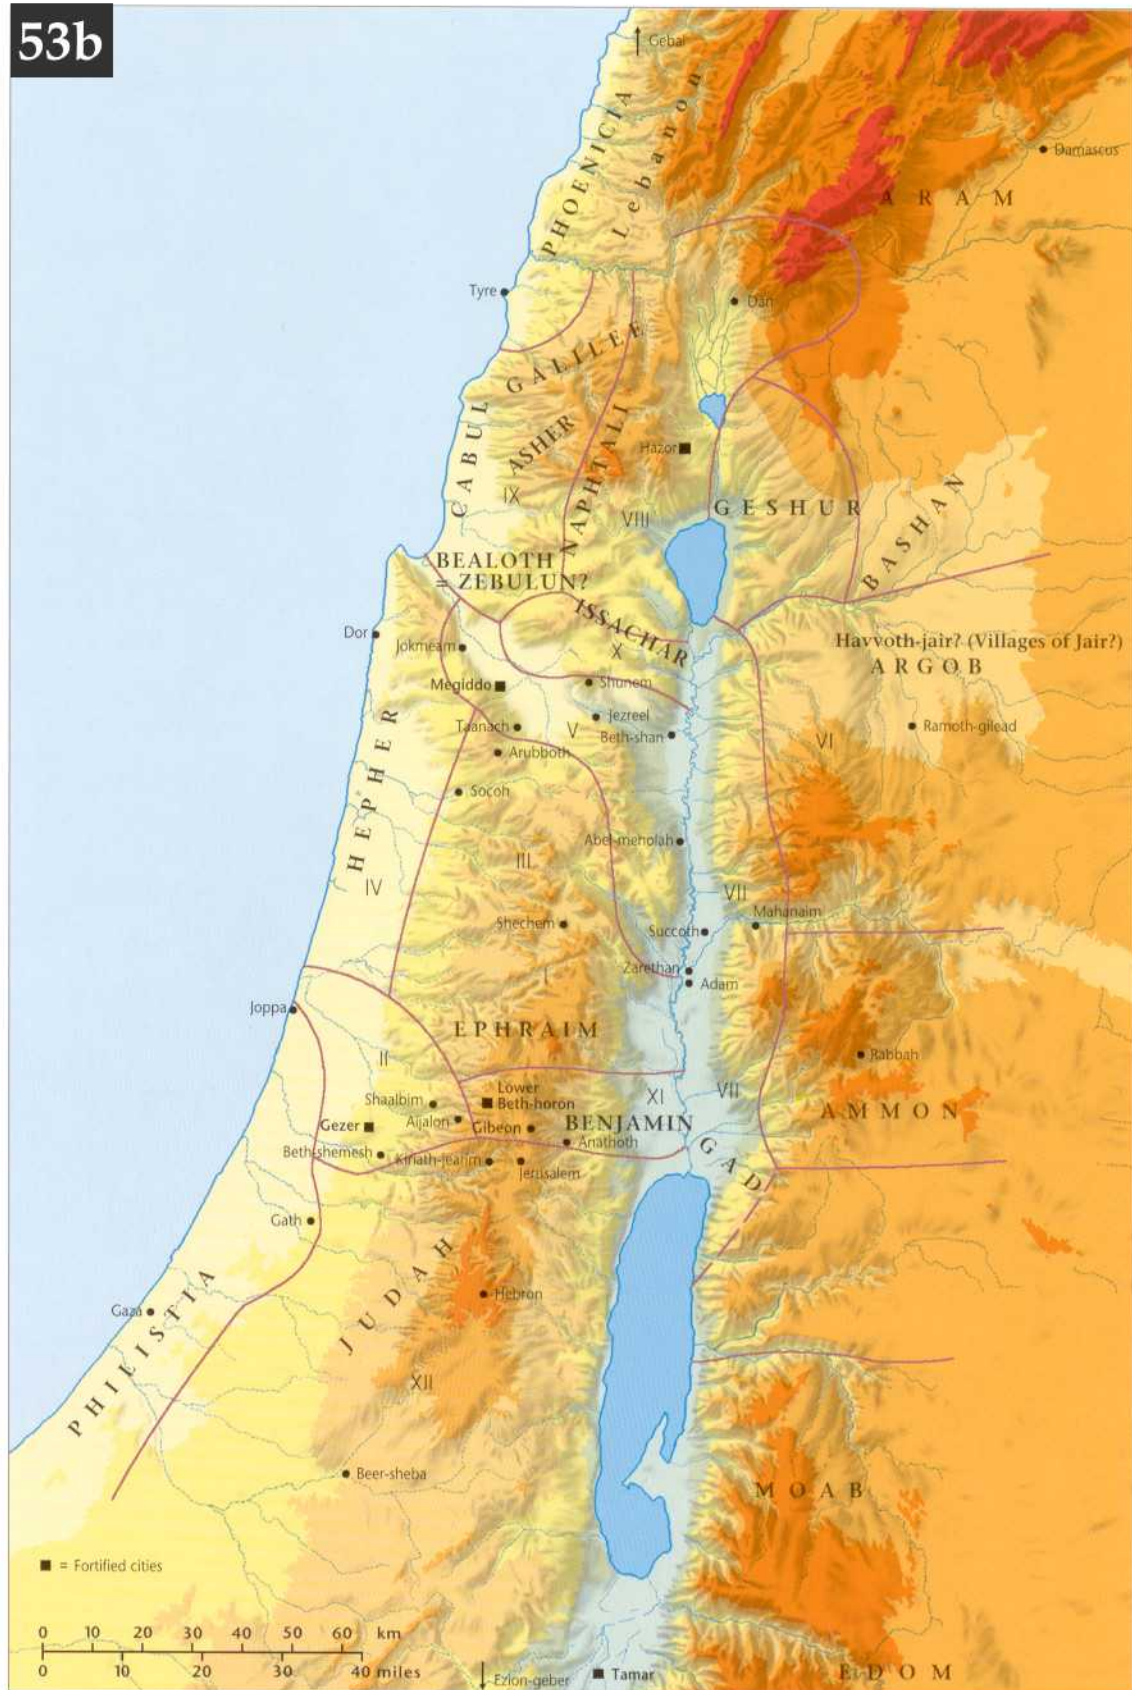 53b
Gebal
PHOENICIA
Lebanon
Damascus
ARAM
Tyre
Dan
CABUL GALILEE
ASHER
NAPHTALI
Hazor
IX
VIII
GESHUR
BASHAN
BEALOTH
= ZEBULUN?
ISSACHAR
X
Dor
Jokmeam
Havvoth-jair? (Villages of Jair?)
ARGOB
Megiddo
Shunem
Taanach
V
Jezreel
Beth-shan
Ramoth-gilead
VI
Arubboth
HEPHER
Socoh
Abel-meholah
III
IV
VII
Mahanaim
Shechem
Succoth
Zarethan
Adam
I
Joppa
EPHRAIM
II
Rabbah
Lower
Beth-horon
XI
VII
Shaalbim
AMMON
Gezer
Aijalon
Gibeon
BENJAMIN
Anathoth
Beth-shemesh
Kiriath-jearim
Jerusalem
GAD
Gath
JUDAH
Hebron
Gaza
PHILISTIA
XII
Beer-sheba
MOAB
= Fortified cities
0 10 20 30 40 50 60 km
0 10 20 30 40 miles
Ezion-geber
Tamar
EDOM